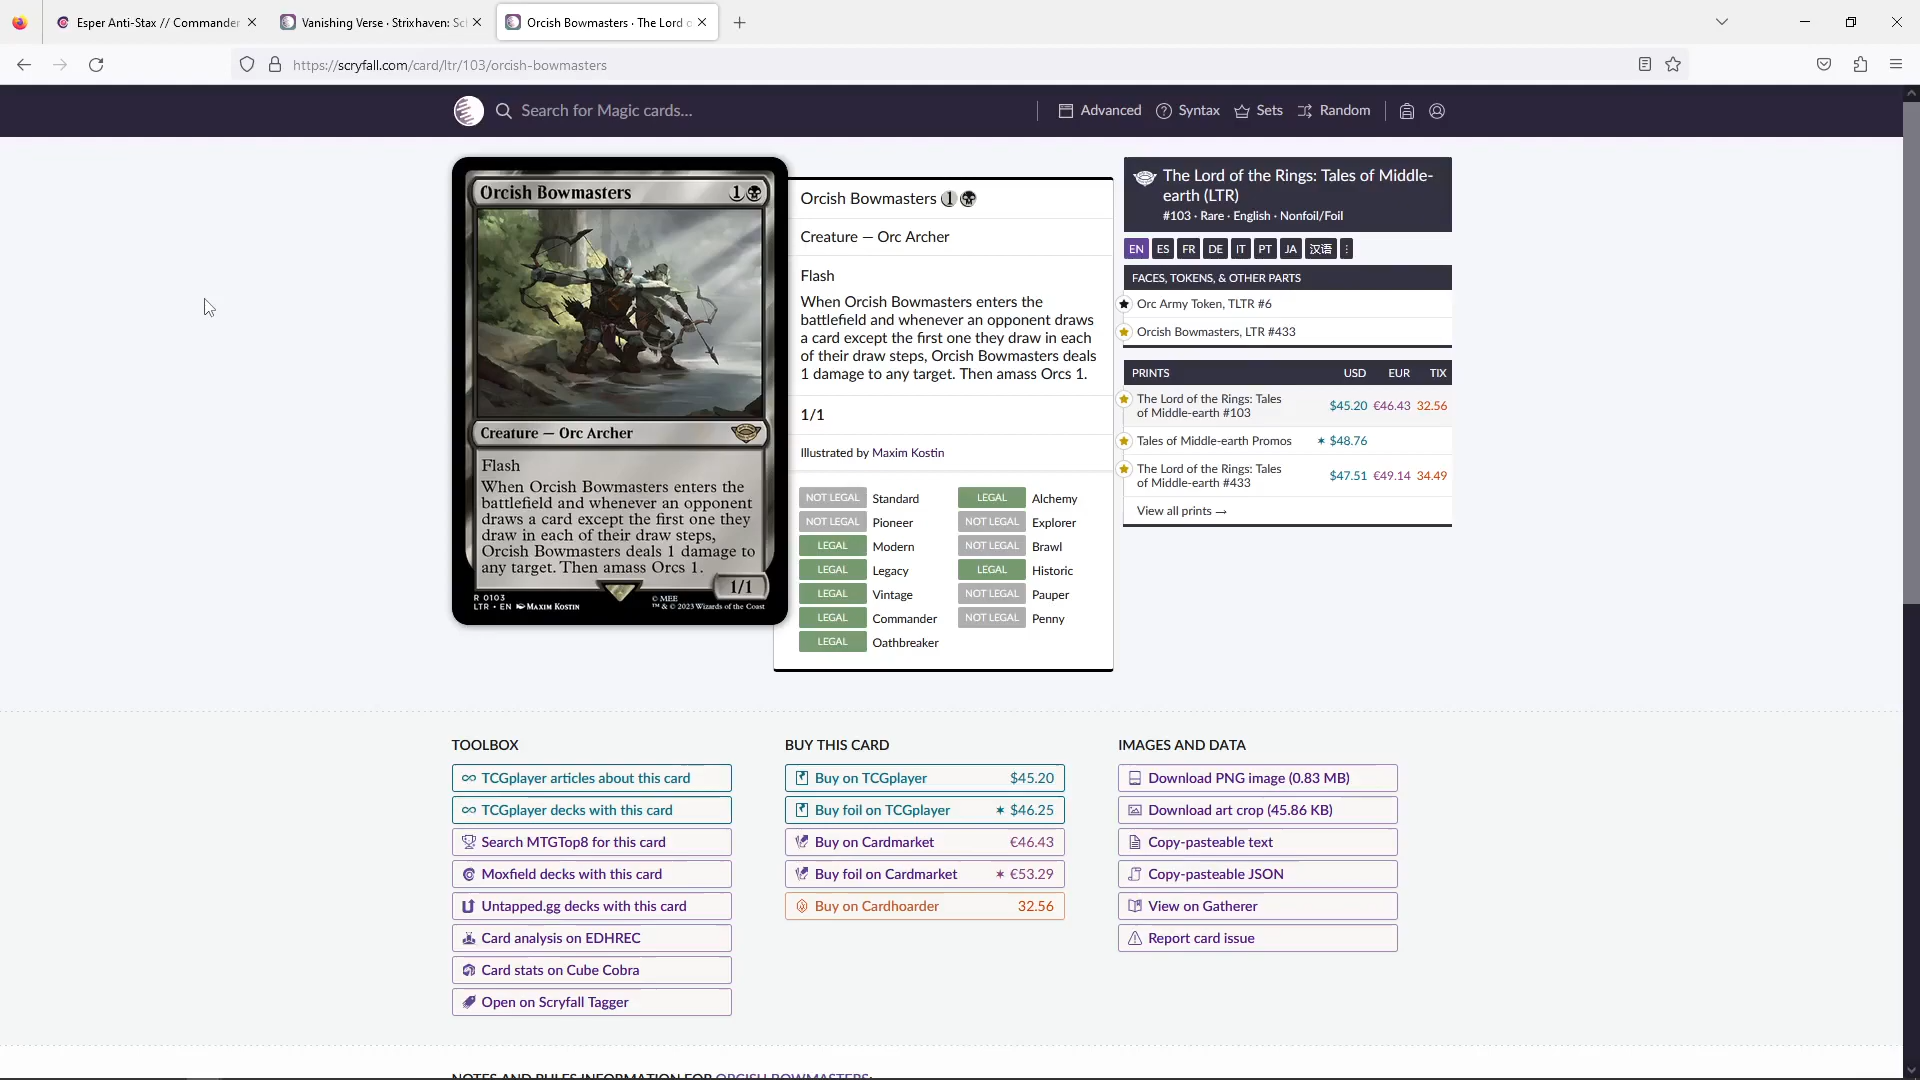 Esper Anti-Stax // Commander
Vanishing Verse · Strixhaven: Sc
Orcish Bowmasters · The Lord o
https://scryfall.com/card/ltr/103/orcish-bowmasters
Search for Magic cards...
Advanced
Syntax
Sets
Random
Orcish Bowmasters 1
Creature — Orc Archer
Flash
When Orcish Bowmasters enters the
battlefield and whenever an opponent
draws a card except the first one they
draw in each of their draw steps,
Orcish Bowmasters deals 1 damage to
any target. Then amass Orcs 1.
1/1
R 0103
LTR • EN Maxim Kostin
© MEE
™ & © 2023 Wizards of the Coast
Orcish Bowmasters 1
Creature — Orc Archer
Flash
When Orcish Bowmasters enters the
battlefield and whenever an opponent draws
a card except the first one they draw in each
of their draw steps, Orcish Bowmasters deals
1 damage to any target. Then amass Orcs 1.
1/1
Illustrated by Maxim Kostin
NOT LEGAL Standard LEGAL Alchemy
NOT LEGAL Pioneer NOT LEGAL Explorer
LEGAL Modern NOT LEGAL Brawl
LEGAL Legacy LEGAL Historic
LEGAL Vintage NOT LEGAL Pauper
LEGAL Commander NOT LEGAL Penny
LEGAL Oathbreaker
The Lord of the Rings: Tales of Middle-
earth (LTR)
#103 · Rare · English · Nonfoil/Foil
EN ES FR DE IT PT JA 汉语
FACES, TOKENS, & OTHER PARTS
Orc Army Token, TLTR #6
Orcish Bowmasters, LTR #433
PRINTS USD EUR TIX
The Lord of the Rings: Tales
of Middle-earth #103 $45.20 €46.43 32.56
Tales of Middle-earth Promos ✶ $48.76
The Lord of the Rings: Tales
of Middle-earth #433 $47.51 €49.14 34.49
View all prints →
TOOLBOX
TCGplayer articles about this card
TCGplayer decks with this card
Search MTGTop8 for this card
Moxfield decks with this card
Untapped.gg decks with this card
Card analysis on EDHREC
Card stats on Cube Cobra
Open on Scryfall Tagger
BUY THIS CARD
Buy on TCGplayer $45.20
Buy foil on TCGplayer ✶ $46.25
Buy on Cardmarket €46.43
Buy foil on Cardmarket ✶ €53.29
Buy on Cardhoarder 32.56
IMAGES AND DATA
Download PNG image (0.83 MB)
Download art crop (45.86 KB)
Copy-pasteable text
Copy-pasteable JSON
View on Gatherer
Report card issue
NOTES AND RULES INFORMATION FOR ORCISH BOWMASTERS: